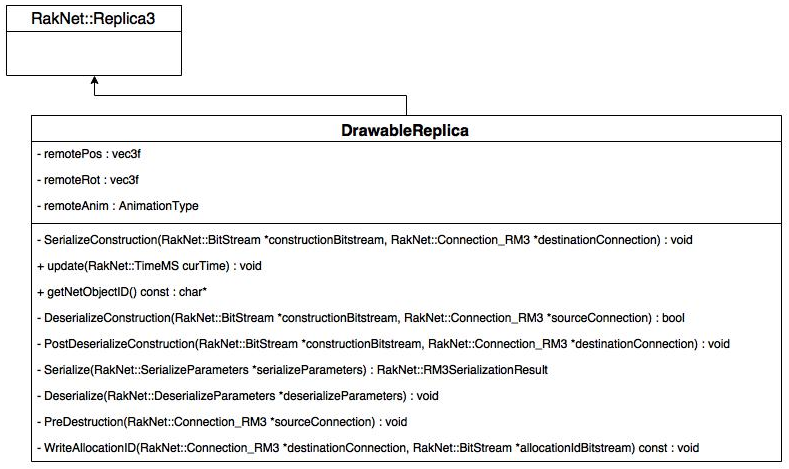 RakNet::Replica3
DrawableReplica
- remotePos : vec3f
- remoteRot : vec3f
- remoteAnim : AnimationType
- SerializeConstruction(RakNet::BitStream *constructionBitstream, RakNet::Connection_RM3 *destinationConnection) : void
+ update(RakNet::TimeMS curTime) : void
+ getNetObjectID() const : char*
- DeserializeConstruction(RakNet::BitStream *constructionBitstream, RakNet::Connection_RM3 *sourceConnection) : bool
- PostDeserializeConstruction(RakNet::BitStream *constructionBitstream, RakNet::Connection_RM3 *destinationConnection) : void
- Serialize(RakNet::SerializeParameters *serializeParameters) : RakNet::RM3SerializationResult
- Deserialize(RakNet::DeserializeParameters *deserializeParameters) : void
- PreDestruction(RakNet::Connection_RM3 *sourceConnection) : void
- WriteAllocationID(RakNet::Connection_RM3 *destinationConnection, RakNet::BitStream *allocationIdBitstream) const : void